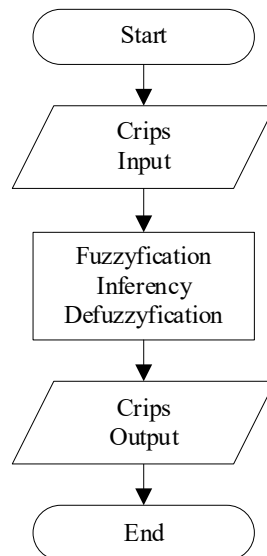 Start
Crips
Input
Fuzzyfication
Inferency
Defuzzyfication
Crips
Output
End